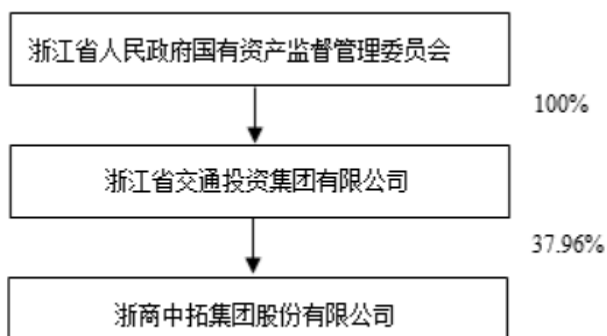 浙江省人民政府国有资产监督管理委员会
100%
浙江省交通投资集团有限公司
37.96%
浙商中拓集团股份有限公司